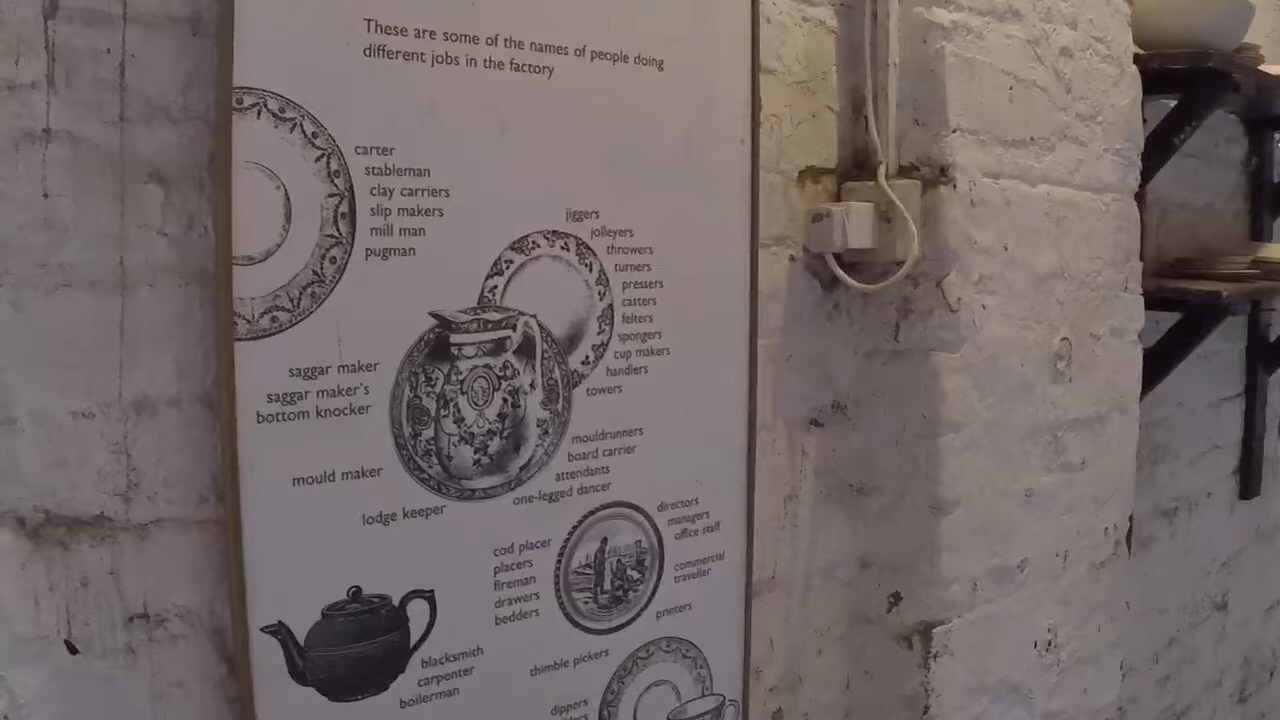 These are some of the names of people doing
different jobs in the factory
carter
stableman
clay carriers
slip makers
mill man
pugman
jiggers
jolleyers
throwers
turners
pressers
casters
felters
spongers
cup makers
handlers
towers
saggar maker
saggar maker's
bottom knocker
mould maker
lodge keeper
mouldrunners
board carrier
attendants
one-legged dancer
directors
managers
office staff
commercial
traveller
printers
cod placer
placers
fireman
drawers
bedders
blacksmith
carpenter
boilerman
thimble pickers
dippers